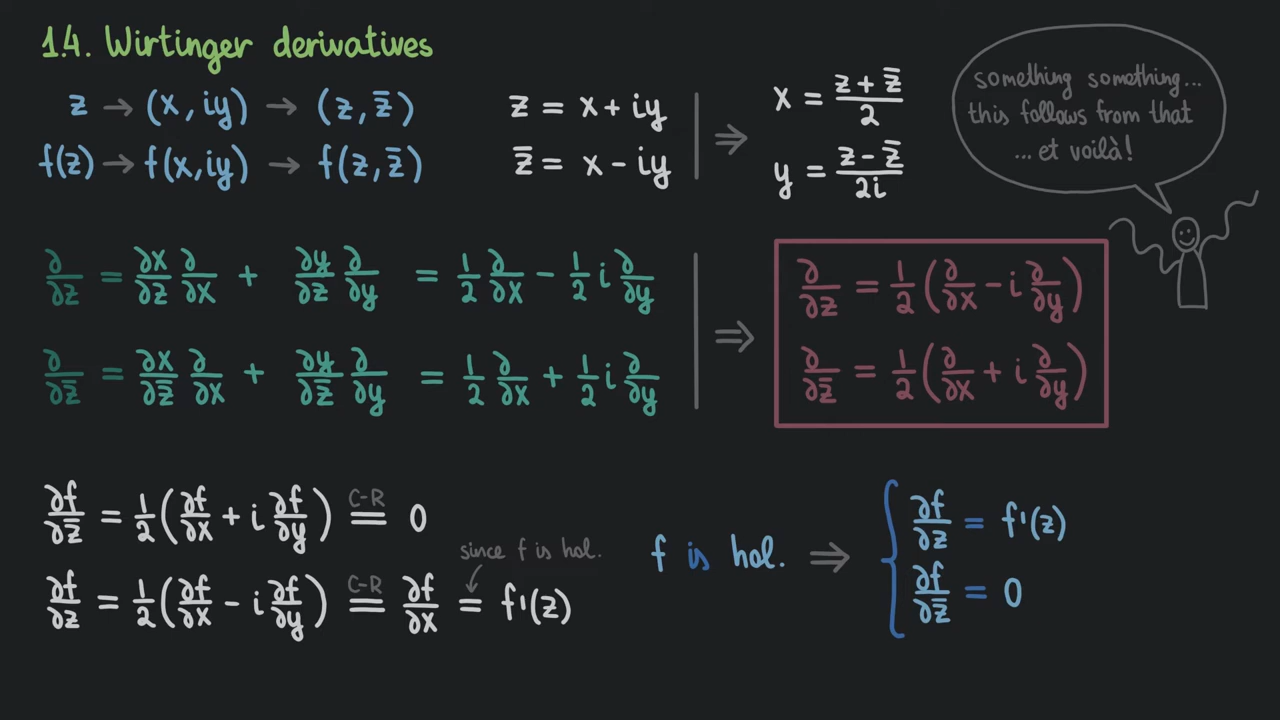 1.4. Wirtinger derivatives
z → (x, iy) → (z, z̅)
f(z) → f(x, iy) → f(z, z̅)
z = x + iy
z̅ = x - iy
⇒
x = (z + z̅)/2
y = (z - z̅)/2i
something something...
this follows from that
... et voilà!
∂/∂z = ∂x/∂z ∂/∂x + ∂y/∂z ∂/∂y = 1/2 ∂/∂x - 1/2 i ∂/∂y
∂/∂z̅ = ∂x/∂z̅ ∂/∂x + ∂y/∂z̅ ∂/∂y = 1/2 ∂/∂x + 1/2 i ∂/∂y
⇒
∂/∂z = 1/2 (∂/∂x - i ∂/∂y)
∂/∂z̅ = 1/2 (∂/∂x + i ∂/∂y)
∂f/∂z̅ = 1/2 (∂f/∂x + i ∂f/∂y) =^{C-R} 0
since f is hol.
∂f/∂z = 1/2 (∂f/∂x - i ∂f/∂y) =^{C-R} ∂f/∂x = f'(z)
f is hol. ⇒
∂f/∂z = f'(z)
∂f/∂z̅ = 0